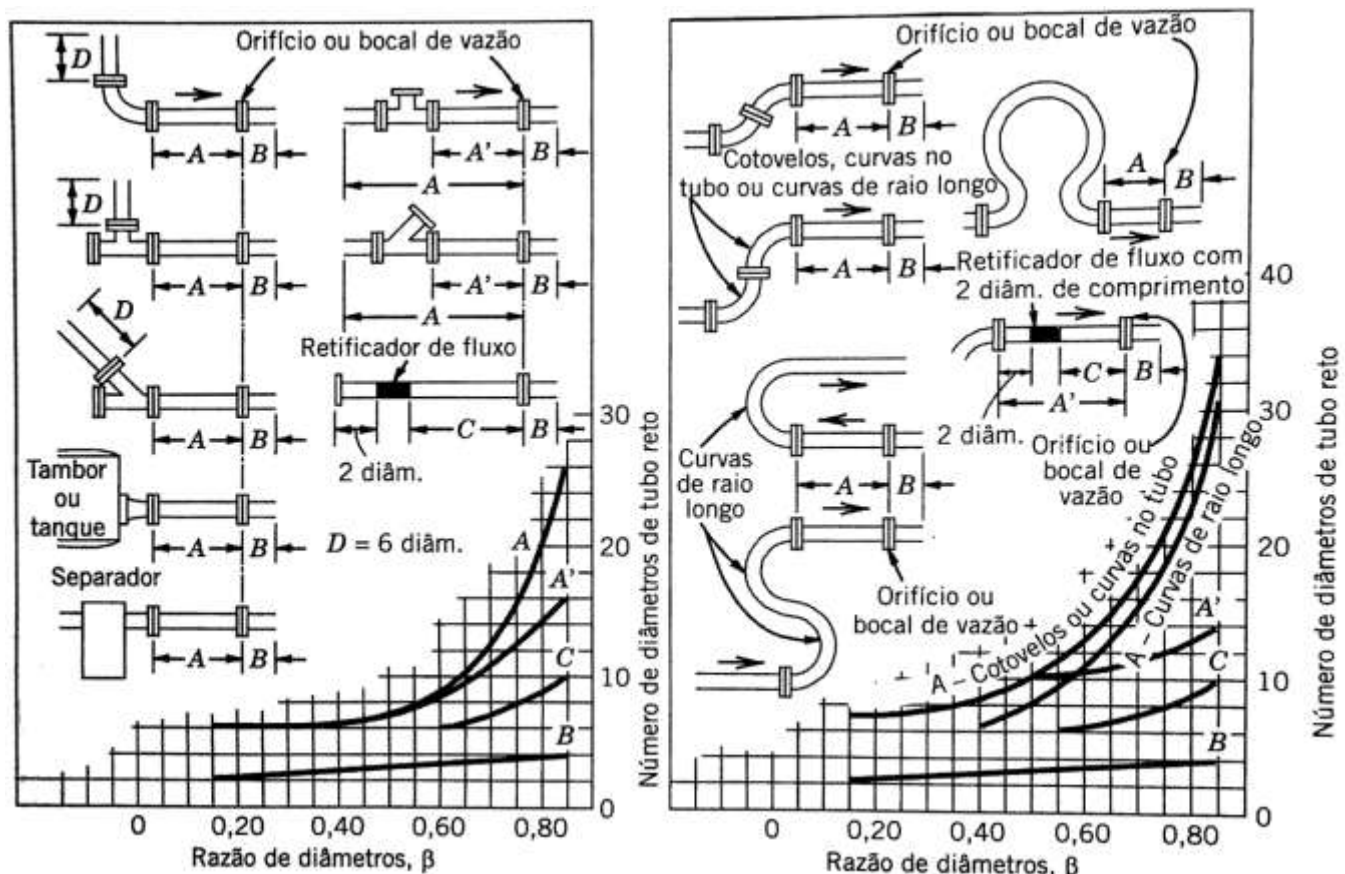 Orifício ou bocal de vazão
D
A
B
A'
B
A
D
A
B
A'
B
A
D
Retificador de fluxo
A
B
C
B
2 diâm.
Tambor
ou
tanque
A
B
D = 6 diâm.
Separador
A
B
A
A'
C
B
30
20
10
0
Número de diâmetros de tubo reto
0
0,20
0,40
0,60
0,80
Razão de diâmetros, β
Orifício ou bocal de vazão
A
B
Cotovelos, curvas no
tubo ou curvas de raio longo
A
B
A
B
Retificador de fluxo com
2 diâm. de comprimento
C
B
A'
2 diâm.
Orifício ou
bocal de
vazão
Curvas
de raio
longo
A
B
A
B
Orifício ou
bocal de vazão
A – Cotovelos ou curvas no tubo
A – Curvas de raio longo
A'
C
B
40
30
20
10
0
Número de diâmetros de tubo reto
0
0,20
0,40
0,60
0,80
Razão de diâmetros, β